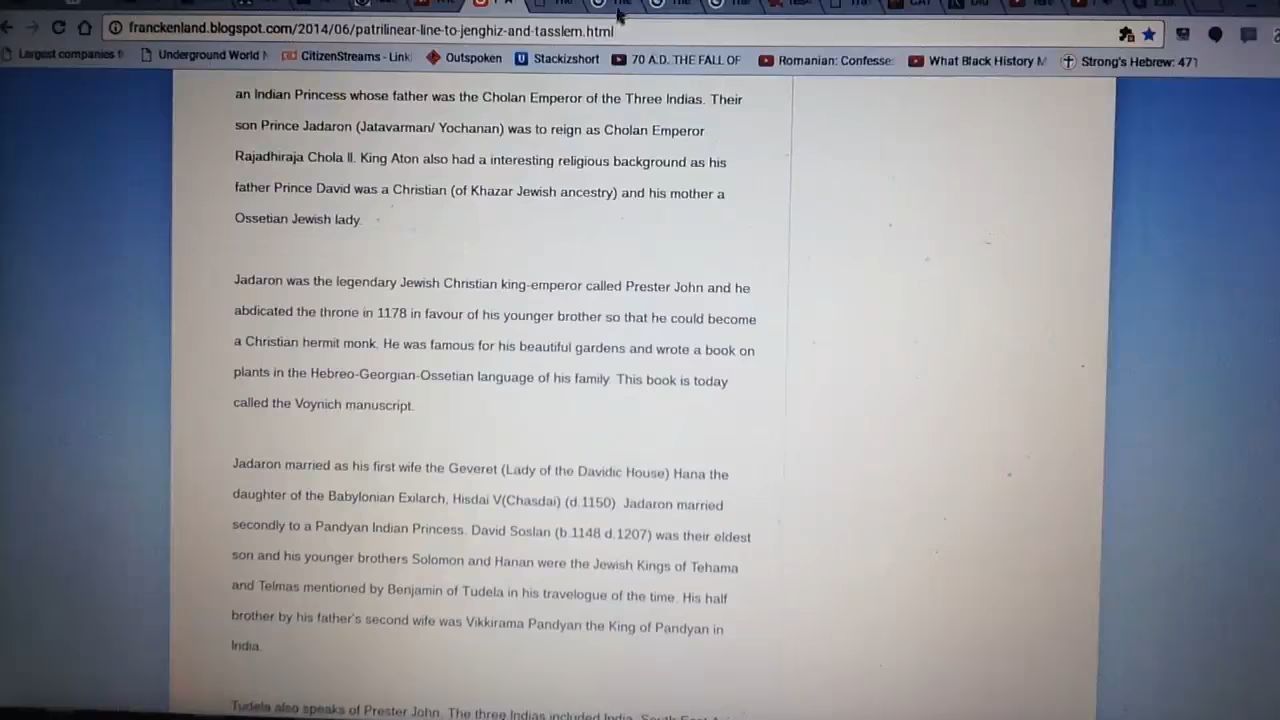 franckenland.blogspot.com/2014/06/patrilinear-line-to-jenghiz-and-tasslem.html
Largest companies Underground World CitizenStreams - Link Outspoken Stackizshort 70 A.D. THE FALL OF Romanian: Confesse What Black History M Strong's Hebrew: 471
an Indian Princess whose father was the Cholan Emperor of the Three Indias. Their
son Prince Jadaron (Jatavarman/ Yochanan) was to reign as Cholan Emperor
Rajadhiraja Chola II. King Aton also had a interesting religious background as his
father Prince David was a Christian (of Khazar Jewish ancestry) and his mother a
Ossetian Jewish lady.
Jadaron was the legendary Jewish Christian king-emperor called Prester John and he
abdicated the throne in 1178 in favour of his younger brother so that he could become
a Christian hermit monk. He was famous for his beautiful gardens and wrote a book on
plants in the Hebreo-Georgian-Ossetian language of his family. This book is today
called the Voynich manuscript.
Jadaron married as his first wife the Geveret (Lady of the Davidic House) Hana the
daughter of the Babylonian Exilarch, Hisdai V(Chasdai) (d.1150) Jadaron married
secondly to a Pandyan Indian Princess. David Soslan (b.1148 d.1207) was their eldest
son and his younger brothers Solomon and Hanan were the Jewish Kings of Tehama
and Telmas mentioned by Benjamin of Tudela in his travelogue of the time. His half
brother by his father's second wife was Vikkirama Pandyan the King of Pandyan in
India.
Tudela also speaks of Prester John. The three Indias included India, South East